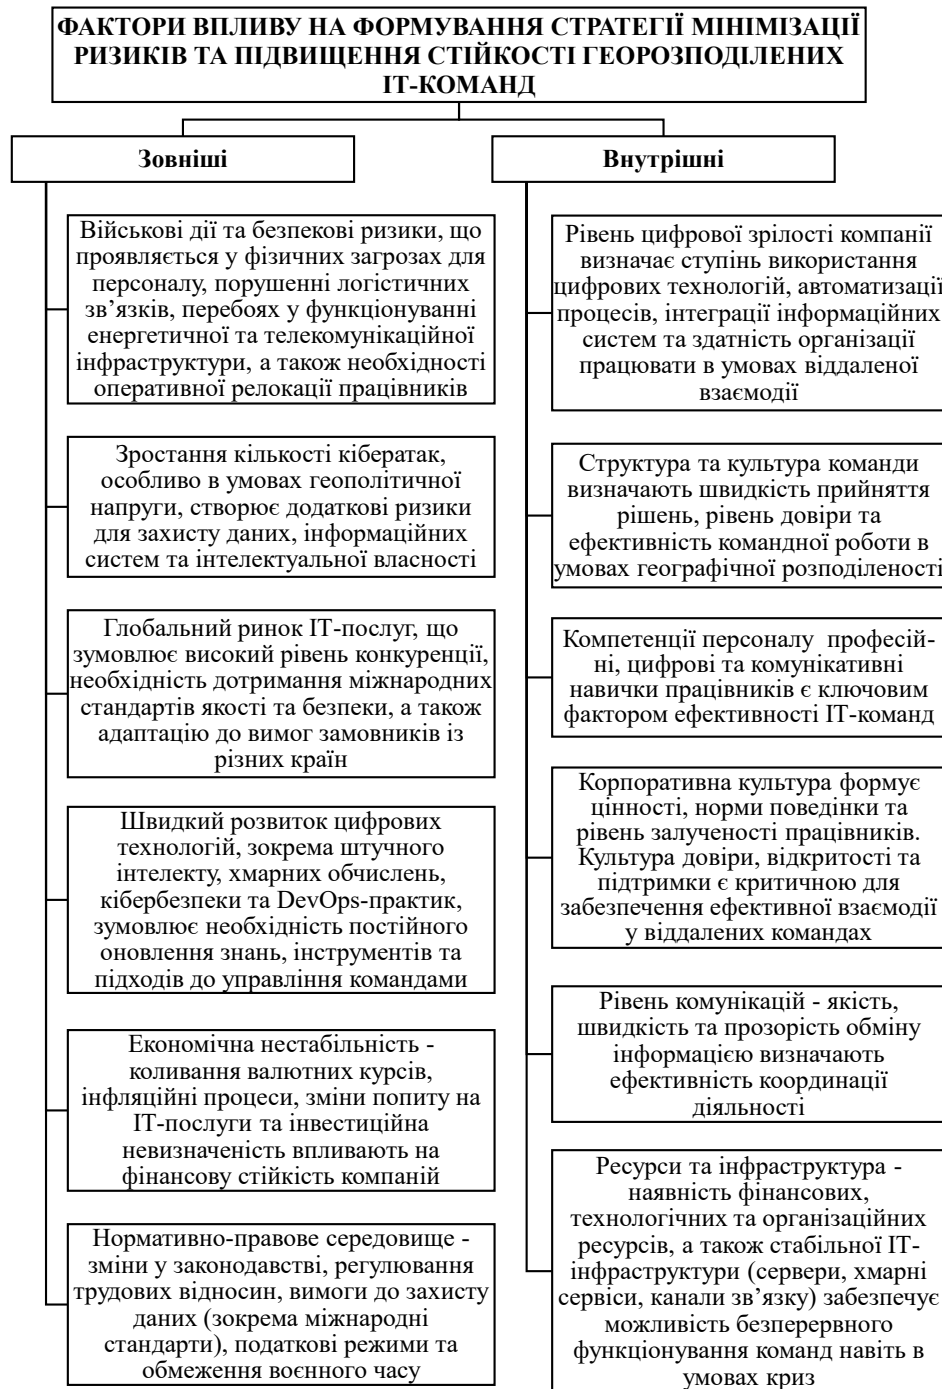 ФАКТОРИ ВПЛИВУ НА ФОРМУВАННЯ СТРАТЕГІЇ МІНІМІЗАЦІЇ
РИЗИКІВ ТА ПІДВИЩЕННЯ СТІЙКОСТІ ГЕОРОЗПОДІЛЕНИХ
ІТ-КОМАНД
Зовніші
Військові дії та безпекові ризики, що
проявляється у фізичних загрозах для
персоналу, порушенні логістичних
зв’язків, перебоях у функціонуванні
енергетичної та телекомунікаційної
інфраструктури, а також необхідності
оперативної релокації працівників
Зростання кількості кібератак,
особливо в умовах геополітичної
напруги, створює додаткові ризики
для захисту даних, інформаційних
систем та інтелектуальної власності
Глобальний ринок ІТ-послуг, що
зумовлює високий рівень конкуренції,
необхідність дотримання міжнародних
стандартів якості та безпеки, а також
адаптацію до вимог замовників із
різних країн
Швидкий розвиток цифрових
технологій, зокрема штучного
інтелекту, хмарних обчислень,
кібербезпеки та DevOps-практик,
зумовлює необхідність постійного
оновлення знань, інструментів та
підходів до управління командами
Економічна нестабільність -
коливання валютних курсів,
інфляційні процеси, зміни попиту на
ІТ-послуги та інвестиційна
невизначеність впливають на
фінансову стійкість компаній
Нормативно-правове середовище -
зміни у законодавстві, регулювання
трудових відносин, вимоги до захисту
даних (зокрема міжнародні
стандарти), податкові режими та
обмеження воєнного часу
Внутрішні
Рівень цифрової зрілості компанії
визначає ступінь використання
цифрових технологій, автоматизації
процесів, інтеграції інформаційних
систем та здатність організації
працювати в умовах віддаленої
взаємодії
Структура та культура команди
визначають швидкість прийняття
рішень, рівень довіри та
ефективність командної роботи в
умовах географічної розподіленості
Компетенції персоналу  професій-
ні, цифрові та комунікативні
навички працівників є ключовим
фактором ефективності ІТ-команд
Корпоративна культура формує
цінності, норми поведінки та
рівень залученості працівників.
Культура довіри, відкритості та
підтримки є критичною для
забезпечення ефективної взаємодії
у віддалених командах
Рівень комунікацій - якість,
швидкість та прозорість обміну
інформацією визначають
ефективність координації
діяльності
Ресурси та інфраструктура -
наявність фінансових,
технологічних та організаційних
ресурсів, а також стабільної ІТ-
інфраструктури (сервери, хмарні
сервіси, канали зв’язку) забезпечує
можливість безперервного
функціонування команд навіть в
умовах криз